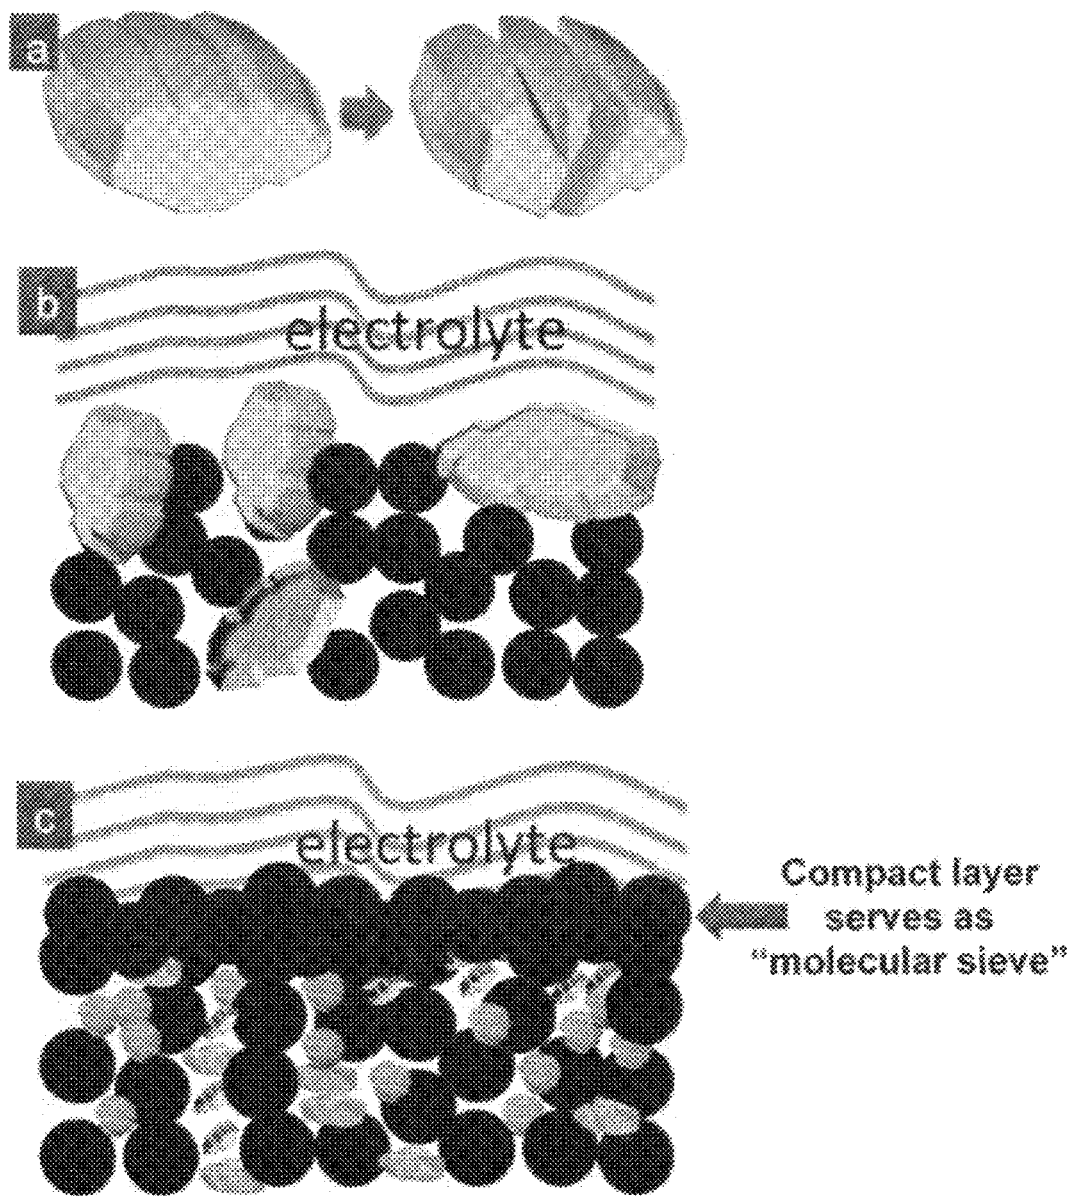 a
b
electrolyte
c
electrolyte
Compact layer
serves as
“molecular sieve”